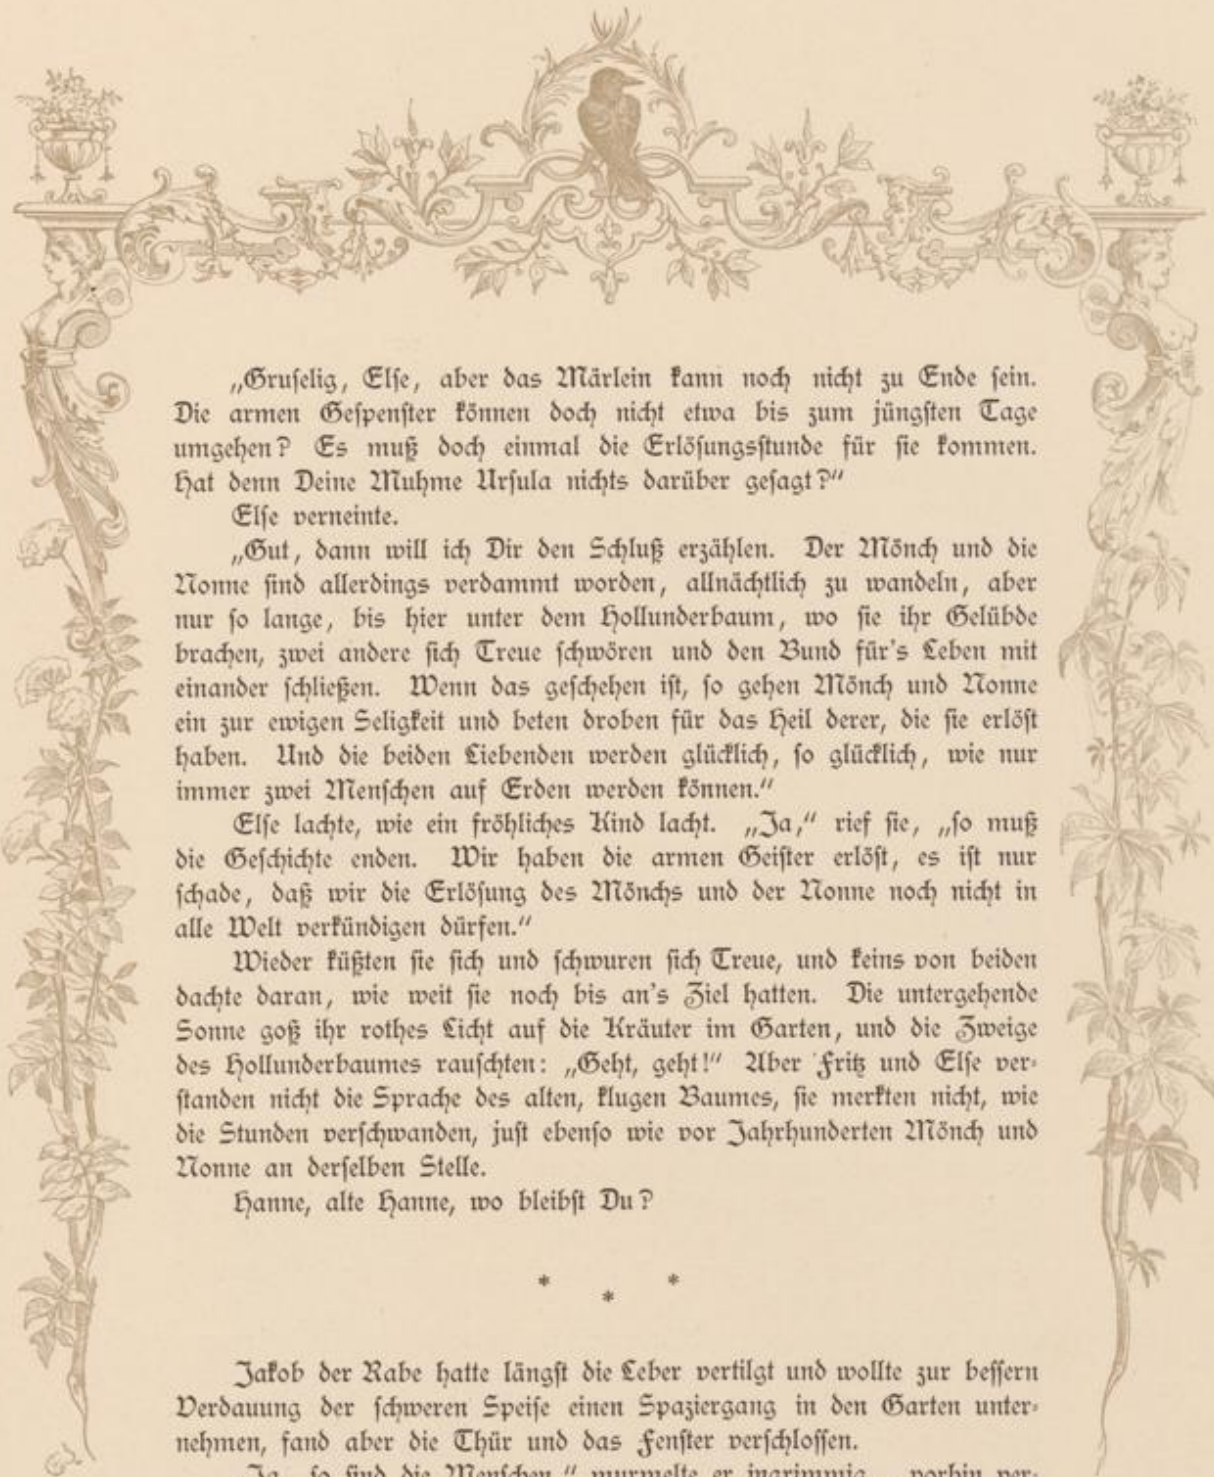 „Gruſelig, Elſe, aber das Märlein kann noch nicht zu Ende ſein.
Die armen Geſpenſter können doch nicht etwa bis zum jüngſten Tage
umgehen? Es muß doch einmal die Erlöſungsſtunde für ſie kommen.
Hat denn Deine Muhme Urſula nichts darüber geſagt?“
Elſe verneinte.
„Gut, dann will ich Dir den Schluß erzählen. Der Mönch und die
Nonne ſind allerdings verdammt worden, allnächtlich zu wandeln, aber
nur ſo lange, bis hier unter dem Hollunderbaum, wo ſie ihr Gelübde
brachen, zwei andere ſich Treue ſchwören und den Bund für's Leben mit
einander ſchließen. Wenn das geſchehen iſt, ſo gehen Mönch und Nonne
ein zur ewigen Seligkeit und beten droben für das Heil derer, die ſie erlöſt
haben. Und die beiden Liebenden werden glücklich, ſo glücklich, wie nur
immer zwei Menſchen auf Erden werden können.“
Elſe lachte, wie ein fröhliches Kind lacht. „Ja,“ rief ſie, „ſo muß
die Geſchichte enden. Wir haben die armen Geiſter erlöſt, es iſt nur
ſchade, daß wir die Erlöſung des Mönchs und der Nonne noch nicht in
alle Welt verkündigen dürfen.“
Wieder küßten ſie ſich und ſchwuren ſich Treue, und keins von beiden
dachte daran, wie weit ſie noch bis an's Ziel hatten. Die untergehende
Sonne goß ihr rothes Licht auf die Kräuter im Garten, und die Zweige
des Hollunderbaumes rauſchten: „Geht, geht!“ Aber Fritz und Elſe ver-
ſtanden nicht die Sprache des alten, klugen Baumes, ſie merkten nicht, wie
die Stunden verſchwanden, juſt ebenſo wie vor Jahrhunderten Mönch und
Nonne an derſelben Stelle.
Hanne, alte Hanne, wo bleibſt Du?
* * *
Jakob der Rabe hatte längſt die Leber vertilgt und wollte zur beſſern
Verdauung der ſchweren Speiſe einen Spaziergang in den Garten unter-
nehmen, fand aber die Thür und das Fenſter verſchloſſen.
Ja, ſo ſind die Menſchen,“ murmelte er ingrimmig, vorhin ver-